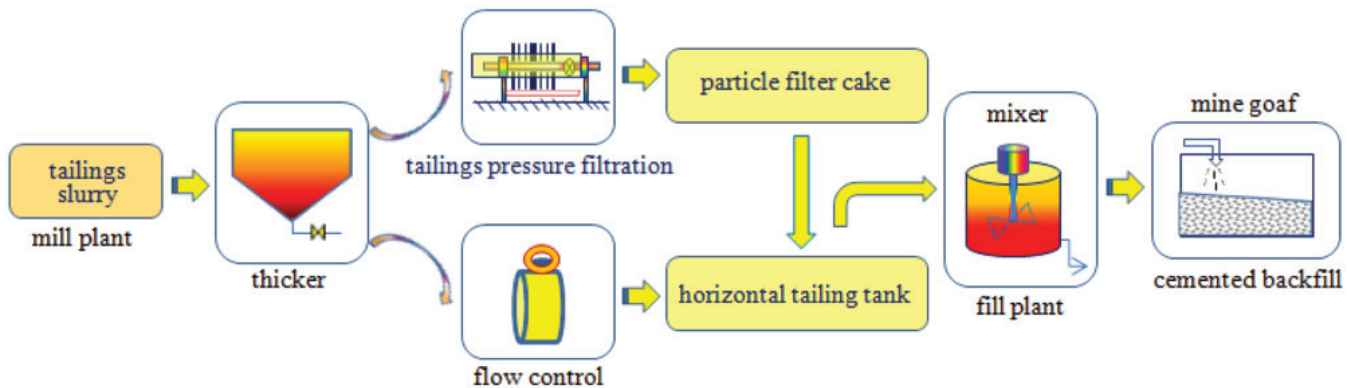 tailings
slurry
mill plant
thicker
tailings pressure filtration
flow control
particle filter cake
horizontal tailing tank
mixer
fill plant
mine goaf
cemented backfill